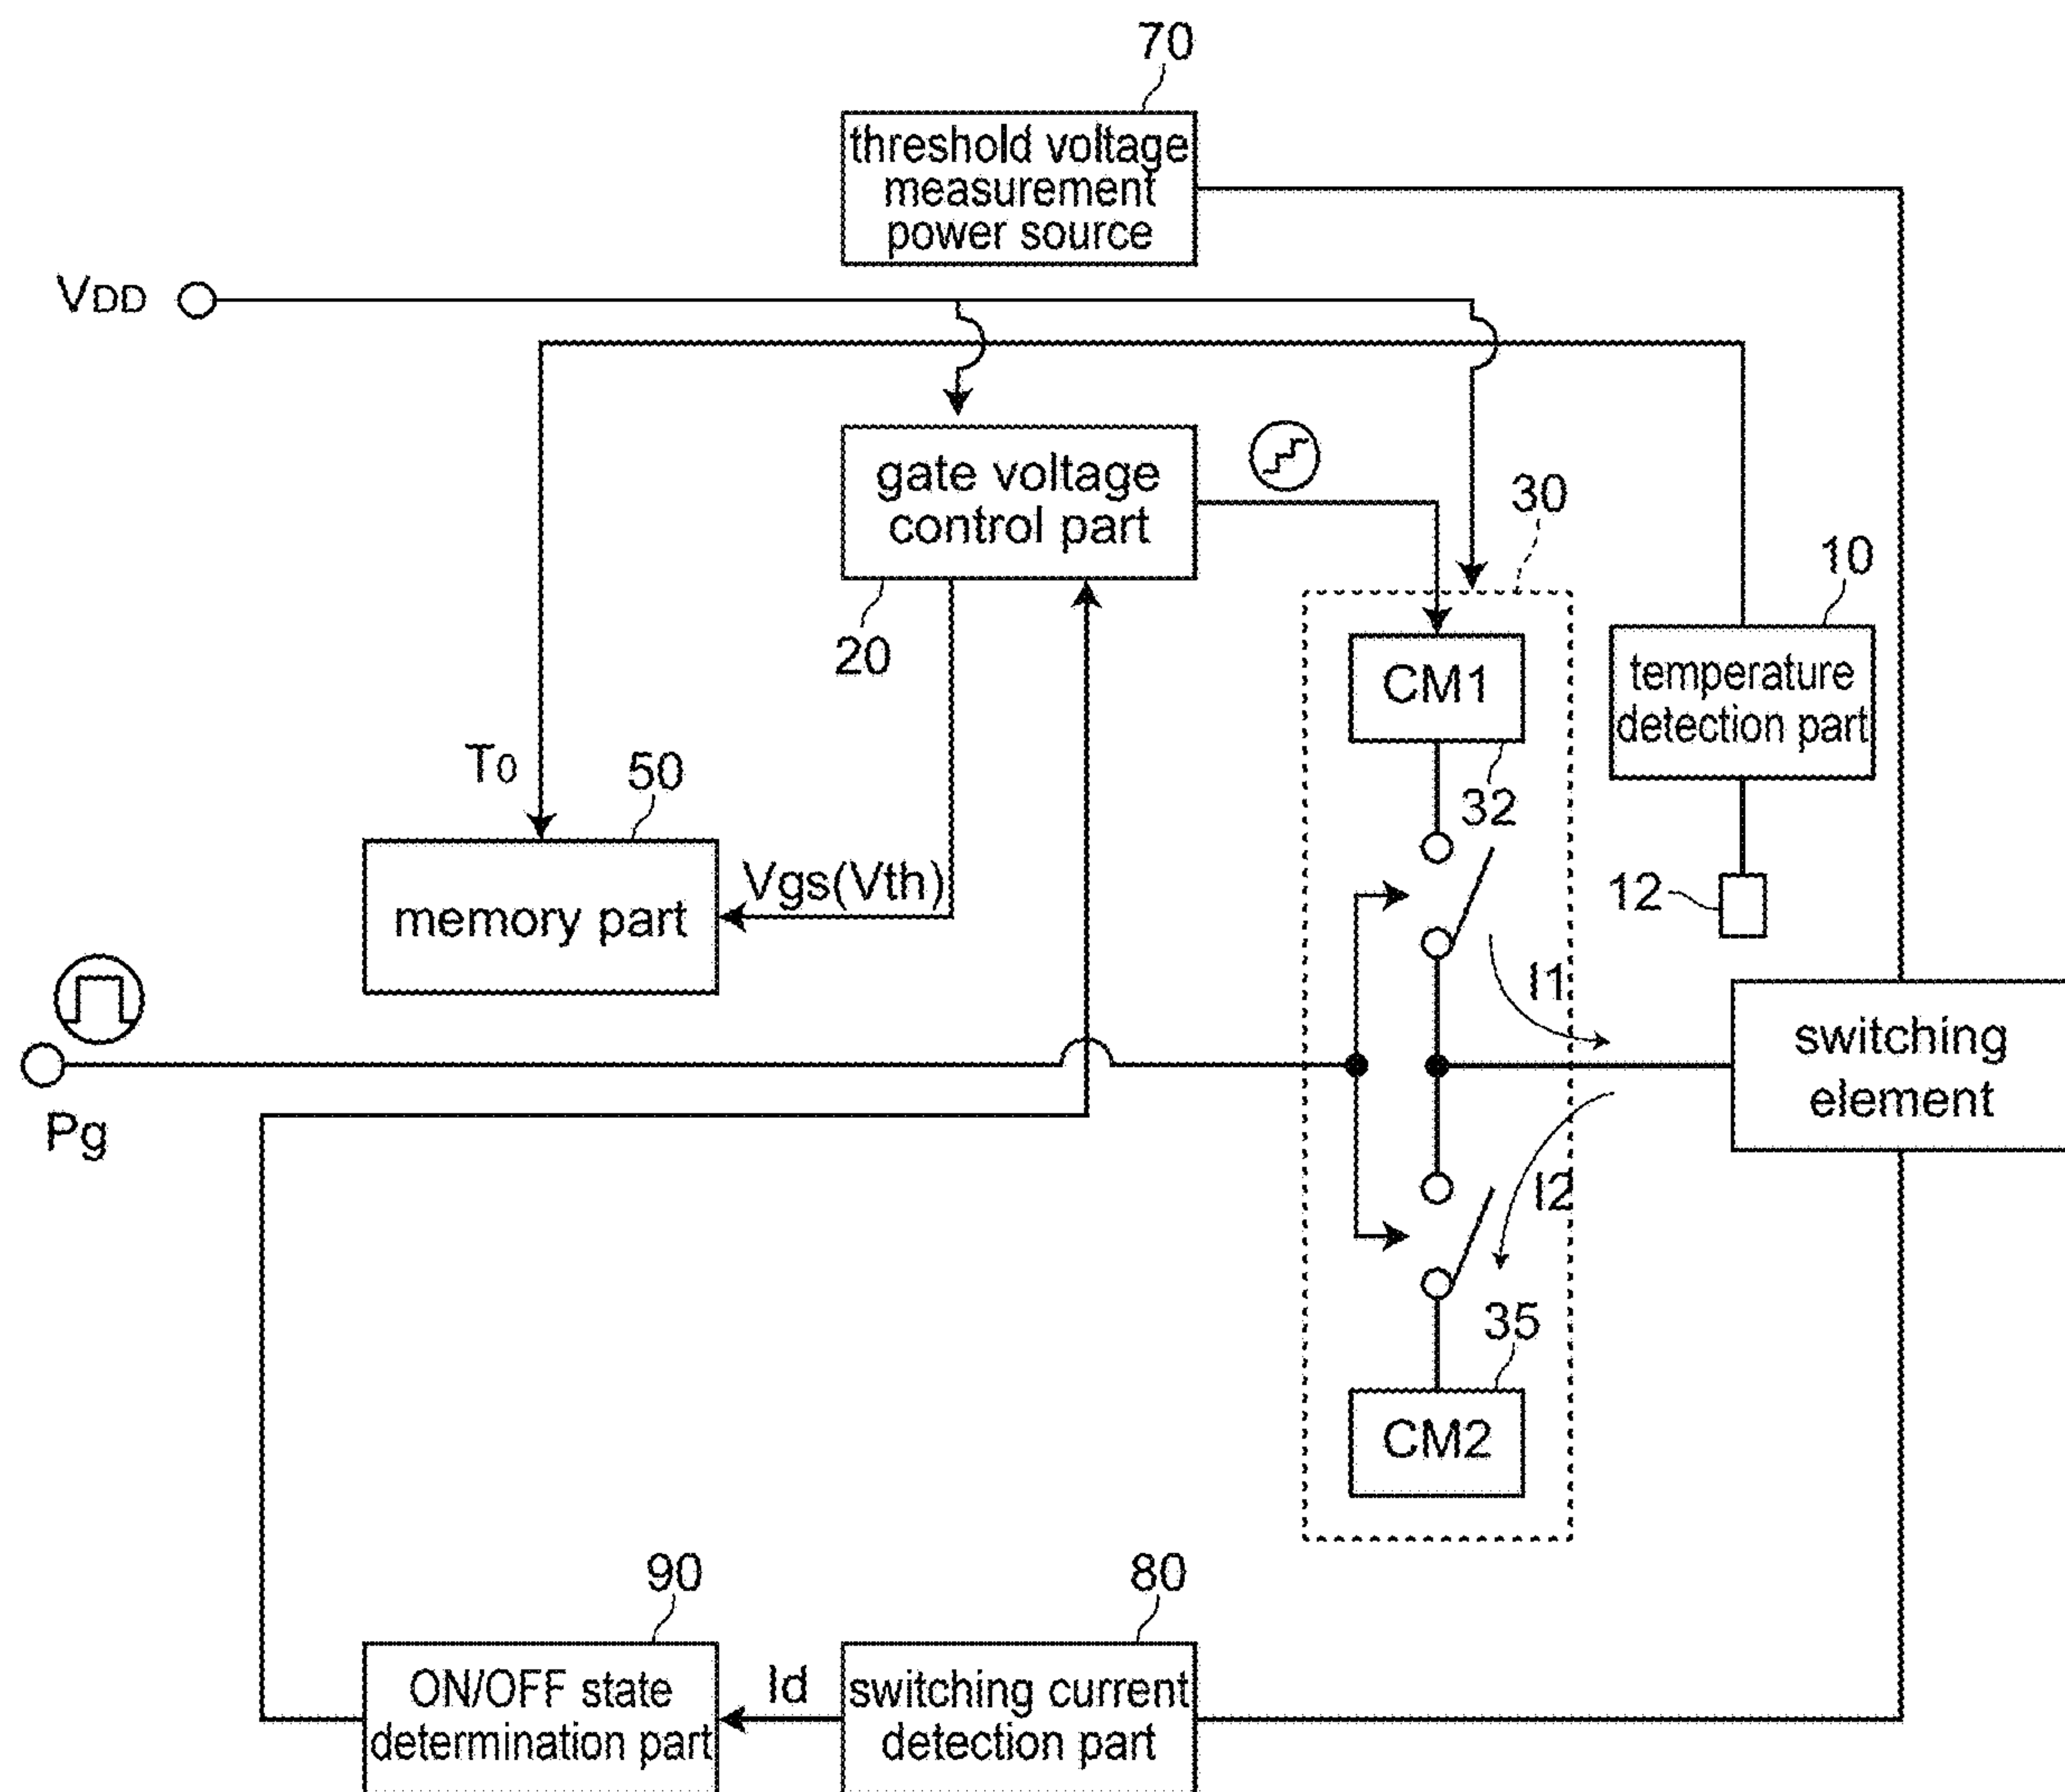 70
threshold voltage
measurement
power source
VDD
gate voltage
control part
20
30
10
temperature
detection part
CM1
32
12
T0
50
memory part
Vgs(Vth)
Pg
I1
switching
element
I2
35
CM2
90
80
ON/OFF state
determination part
Id
switching current
detection part